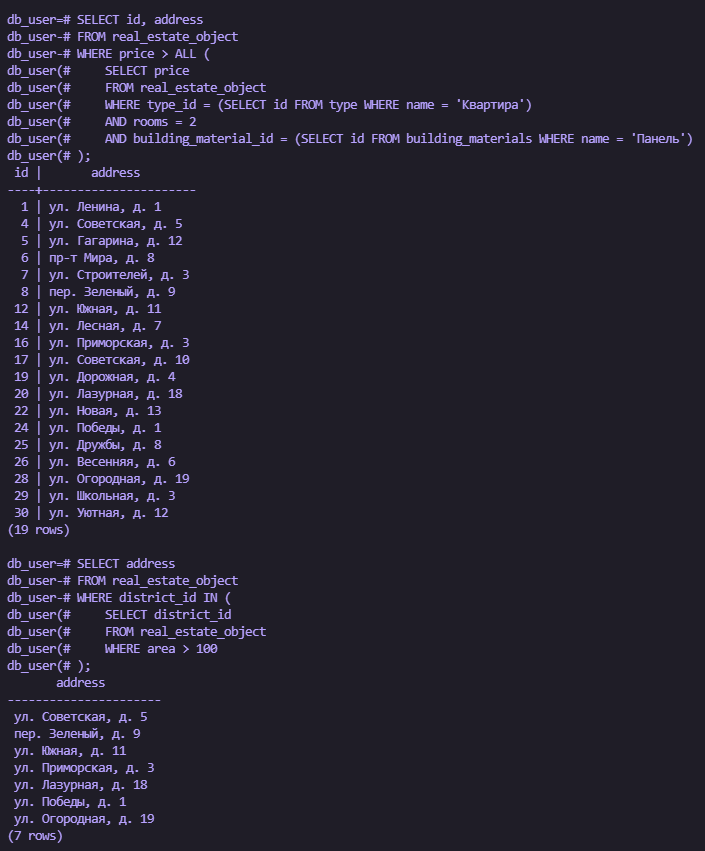 db_user=# SELECT id, address
db_user-# FROM real_estate_object
db_user-# WHERE price > ALL (
db_user(#     SELECT price
db_user(#     FROM real_estate_object
db_user(#     WHERE type_id = (SELECT id FROM type WHERE name = 'Квартира')
db_user(#     AND rooms = 2
db_user(#     AND building_material_id = (SELECT id FROM building_materials WHERE name = 'Панель')
db_user(# );
 id |       address
----+----------------------
  1 | ул. Ленина, д. 1
  4 | ул. Советская, д. 5
  5 | ул. Гагарина, д. 12
  6 | пр-т Мира, д. 8
  7 | ул. Строителей, д. 3
  8 | пер. Зеленый, д. 9
 12 | ул. Южная, д. 11
 14 | ул. Лесная, д. 7
 16 | ул. Приморская, д. 3
 17 | ул. Советская, д. 10
 19 | ул. Дорожная, д. 4
 20 | ул. Лазурная, д. 18
 22 | ул. Новая, д. 13
 24 | ул. Победы, д. 1
 25 | ул. Дружбы, д. 8
 26 | ул. Весенняя, д. 6
 28 | ул. Огородная, д. 19
 29 | ул. Школьная, д. 3
 30 | ул. Уютная, д. 12
(19 rows)

db_user=# SELECT address
db_user-# FROM real_estate_object
db_user-# WHERE district_id IN (
db_user(#     SELECT district_id
db_user(#     FROM real_estate_object
db_user(#     WHERE area > 100
db_user(# );
       address
----------------------
 ул. Советская, д. 5
 пер. Зеленый, д. 9
 ул. Южная, д. 11
 ул. Приморская, д. 3
 ул. Лазурная, д. 18
 ул. Победы, д. 1
 ул. Огородная, д. 19
(7 rows)